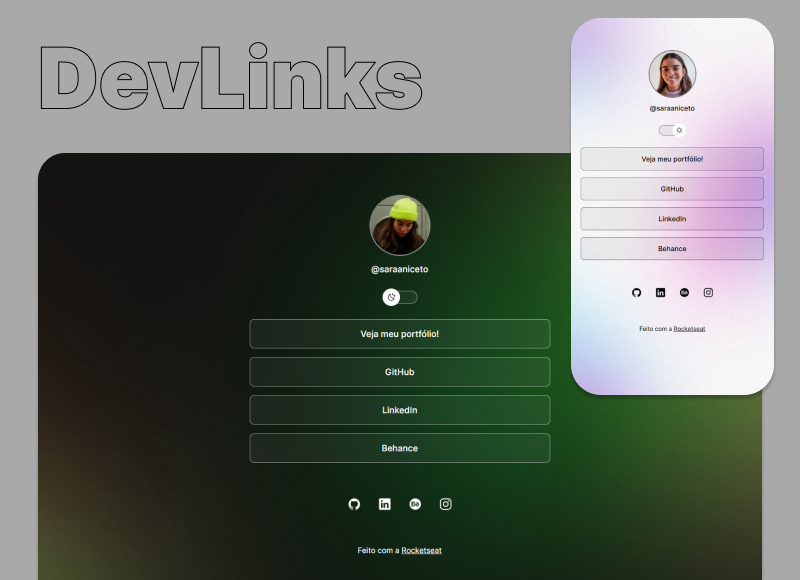 DevLinks
@saraaniceto
Veja meu portfólio!
GitHub
LinkedIn
Behance
Feito com a Rocketseat
@saraaniceto
Veja meu portfólio!
GitHub
LinkedIn
Behance
Feito com a Rocketseat